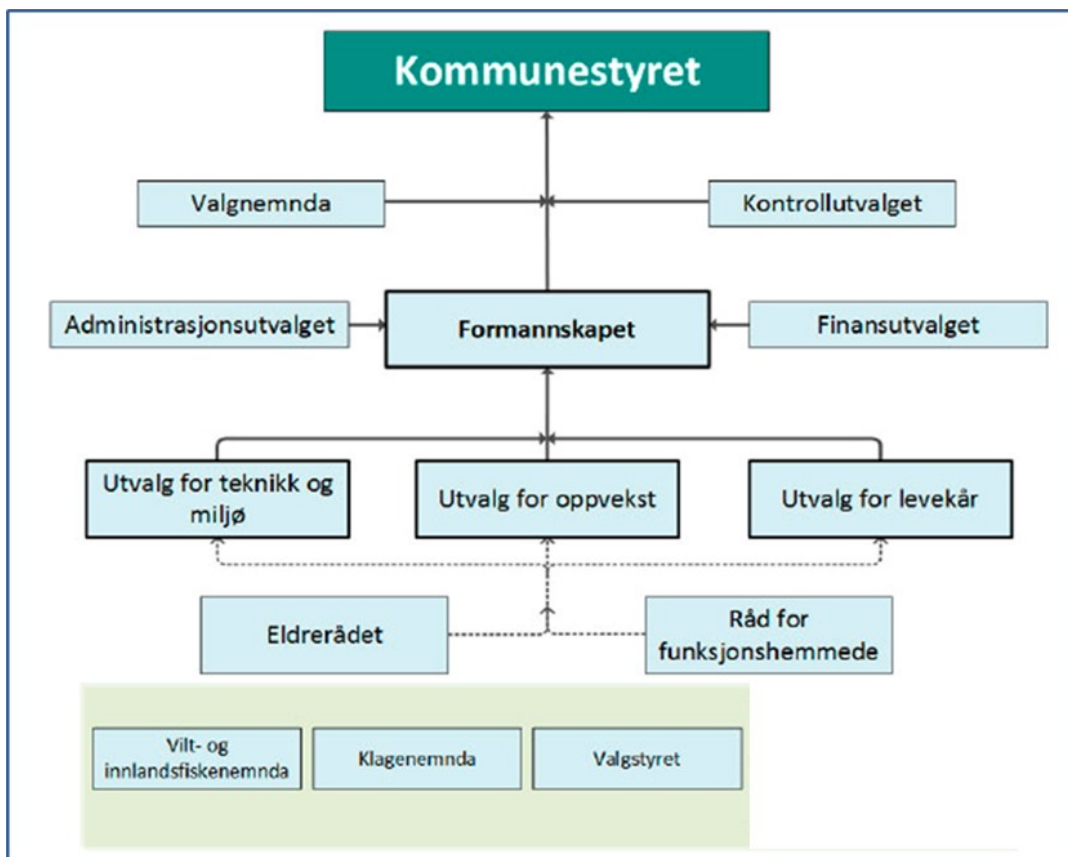 Kommunestyret
Valgnemnda
Kontrollutvalget
Administrasjonsutvalget
Formannskapet
Finansutvalget
Utvalg for teknikk og
miljø
Utvalg for oppvekst
Utvalg for levekår
Eldrerådet
Råd for
funksjonshemmede
Vilt- og
innlandsfiskenemnda
Klagenemnda
Valgstyret